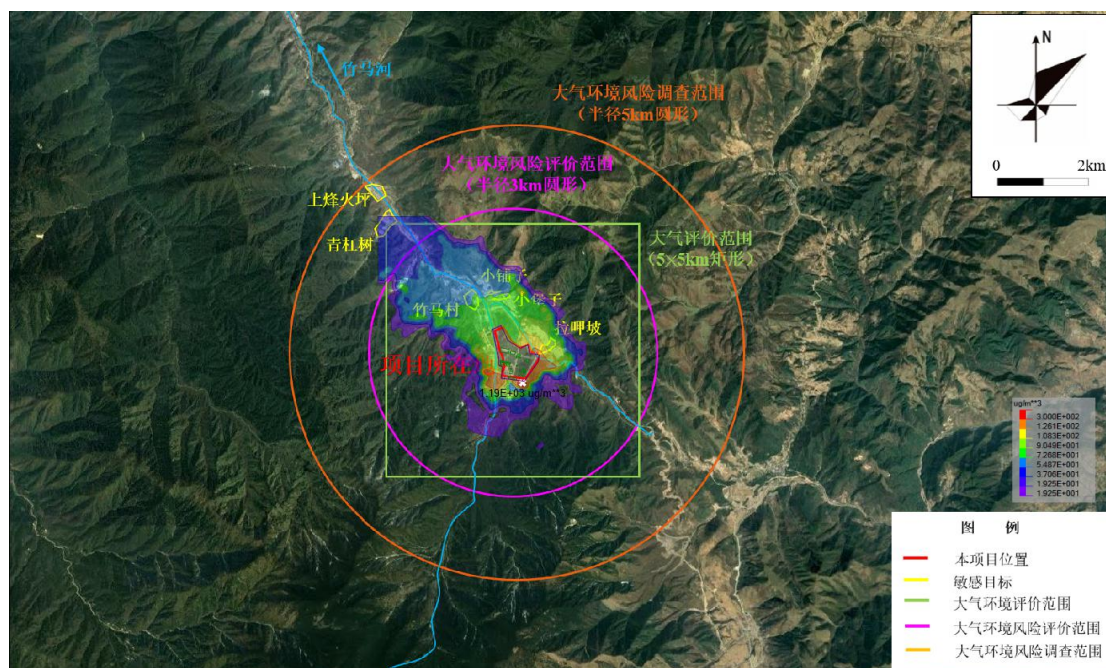 竹马河
大气环境风险调查范围
（半径5km圆形）
N
0 2km
大气环境风险评价范围
（半径3km圆形）
上烽火坪
青杠树
大气评价范围
（5×5km矩形）
小铺子
竹马村
拉呷坡
项目所在
1.19E+03 ug/m**3
ug/m**3
3.000E+002
1.261E+002
1.083E+002
9.049E+001
7.268E+001
5.487E+001
3.706E+001
1.925E+001
1.925E+001
图 例
本项目位置
敏感目标
大气环境评价范围
大气环境风险评价范围
大气环境风险调查范围